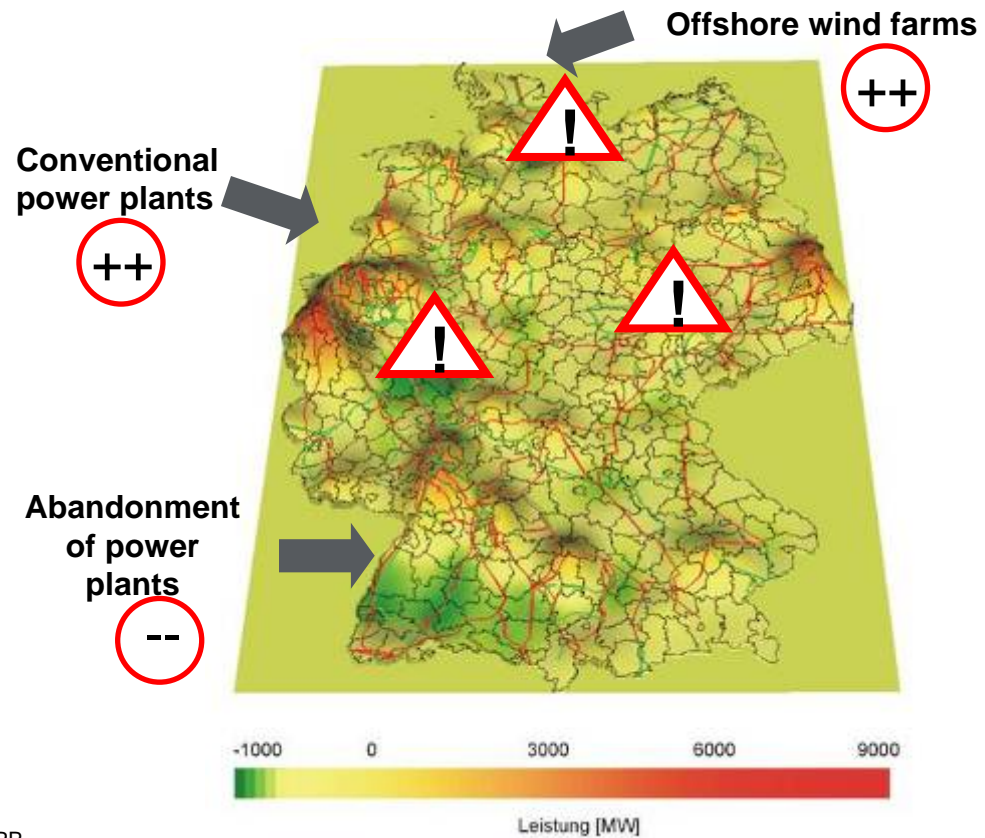 Offshore wind farms
++
!
Conventional
power plants
++
!
!
Abandonment
of power
plants
--
-1000 0 3000 6000 9000
Leistung [MW]